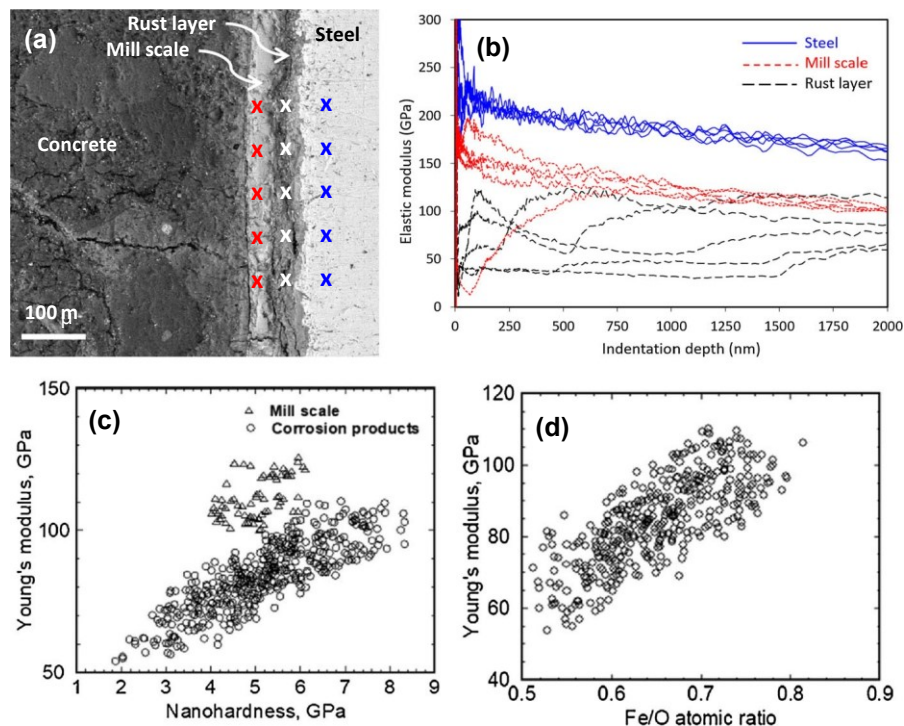 (a)
Rust layer
Mill scale
Steel
Concrete
x x x
x x x
x x x
x x x
x x x
100 µm
(b)
Elastic modulus (GPa)
300
250
200
150
100
50
0
Steel
Mill scale
Rust layer
0 250 500 750 1000 1250 1500 1750 2000
Indentation depth (nm)
(c)
Young's modulus, GPa
150
100
50
Mill scale
Corrosion products
1 2 3 4 5 6 7 8 9
Nanohardness, GPa
(d)
Young's modulus, GPa
120
100
80
60
40
0.5 0.6 0.7 0.8 0.9
Fe/O atomic ratio